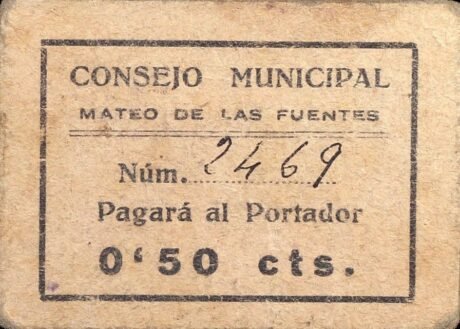 CONSEJO MUNICIPAL
MATEO DE LAS FUENTES
Núm. 2469
Pagará al Portador
0'50 cts.